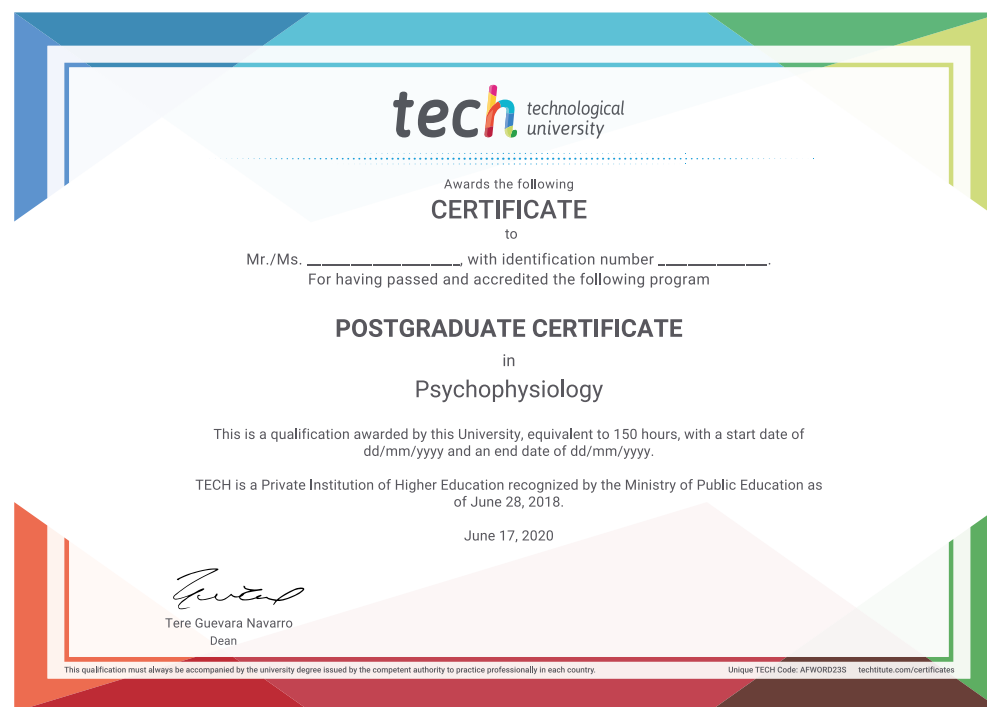 tech technological
university
Awards the following
CERTIFICATE
to
Mr./Ms. ____________________, with identification number ______________.
For having passed and accredited the following program
POSTGRADUATE CERTIFICATE
in
Psychophysiology
This is a qualification awarded by this University, equivalent to 150 hours, with a start date of
dd/mm/yyyy and an end date of dd/mm/yyyy.
TECH is a Private Institution of Higher Education recognized by the Ministry of Public Education as
of June 28, 2018.
June 17, 2020
Tere Guevara Navarro
Dean
This qualification must always be accompanied by the university degree issued by the competent authority to practice professionally in each country. Unique TECH Code: AFWORD23S techtitute.com/certificates